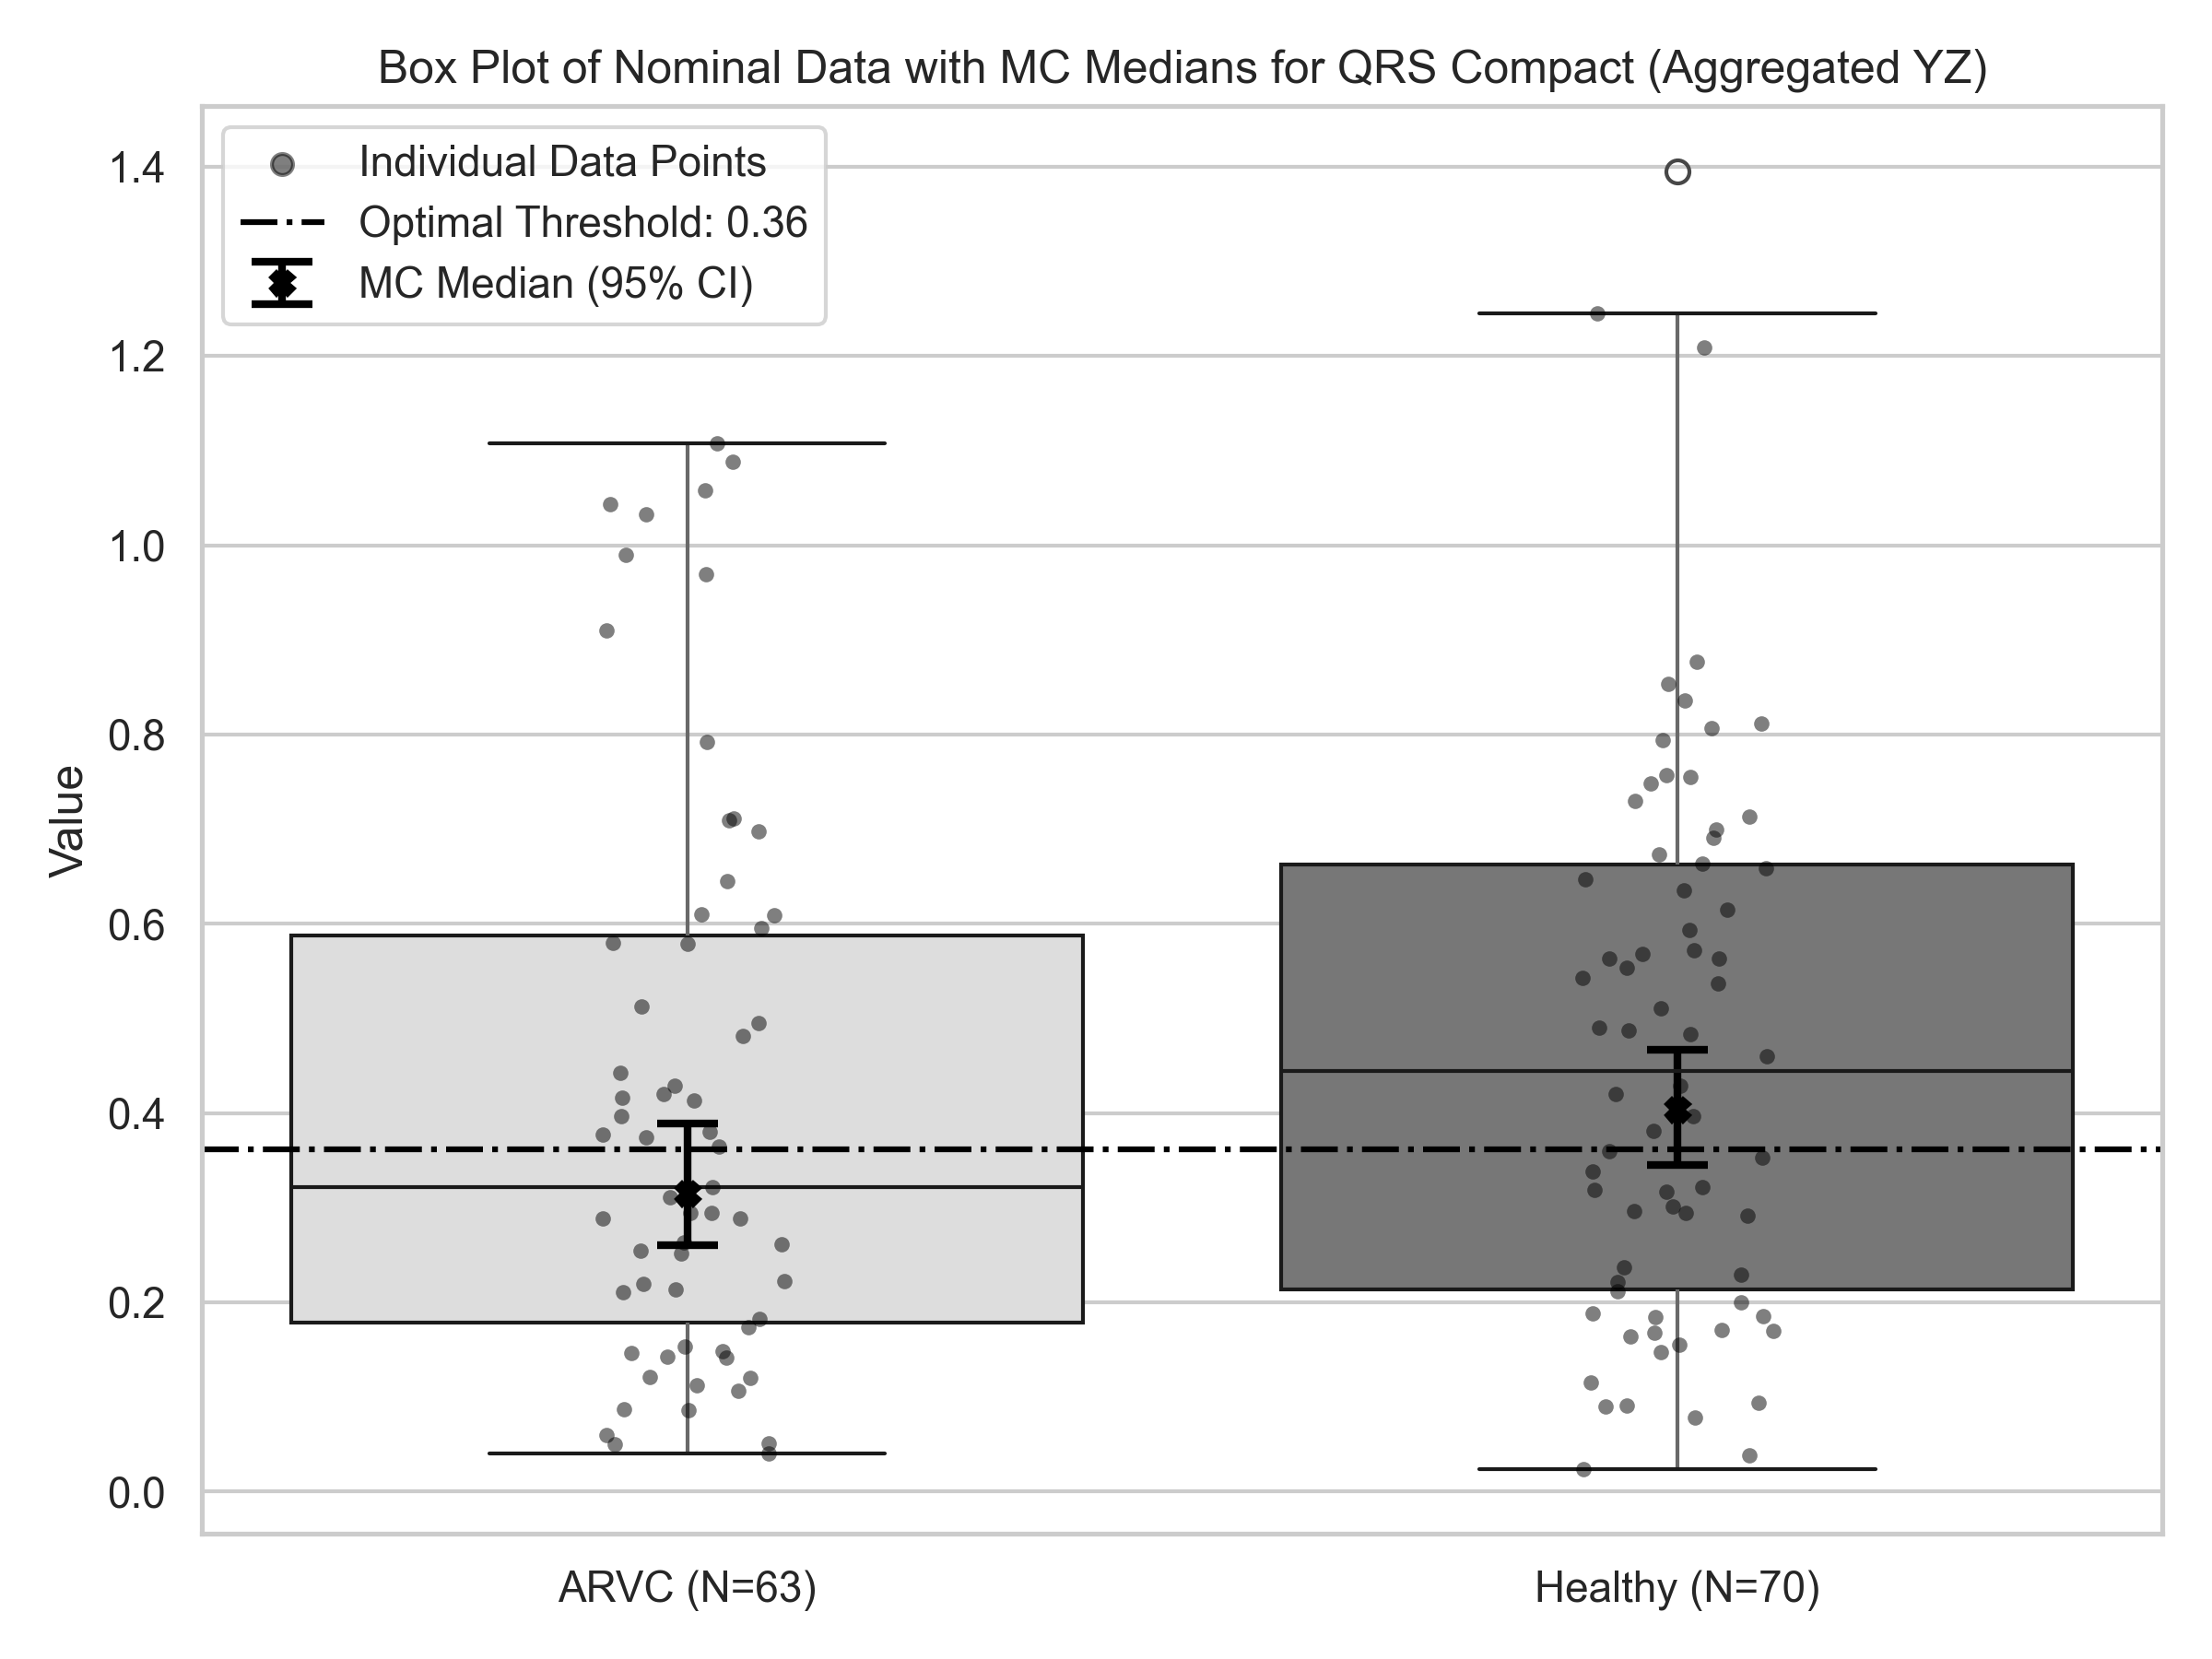 Box Plot of Nominal Data with MC Medians for QRS Compact (Aggregated YZ)
Individual Data Points
Optimal Threshold: 0.36
MC Median (95% CI)
1.4
1.2
1.0
0.8
0.6
0.4
0.2
0.0
Value
ARVC (N=63)
Healthy (N=70)